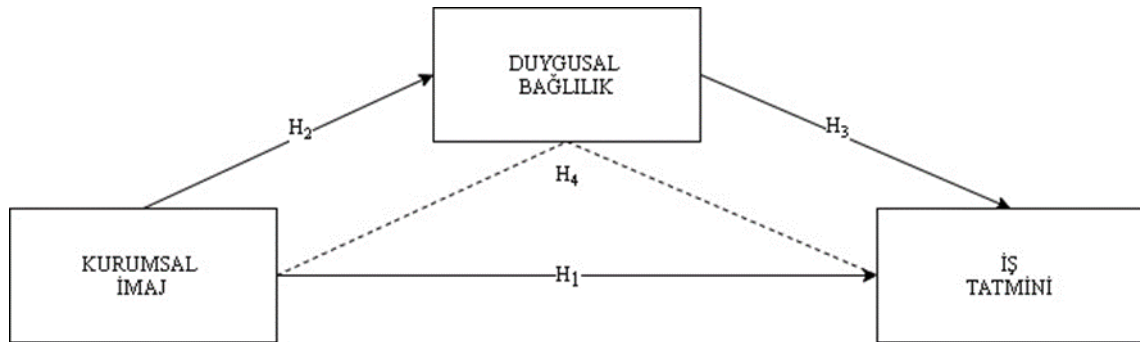 DUYGUSAL
BAĞLILIK
H2
H3
H4
KURUMSAL
İMAJ
H1
İŞ
TATMİNİ